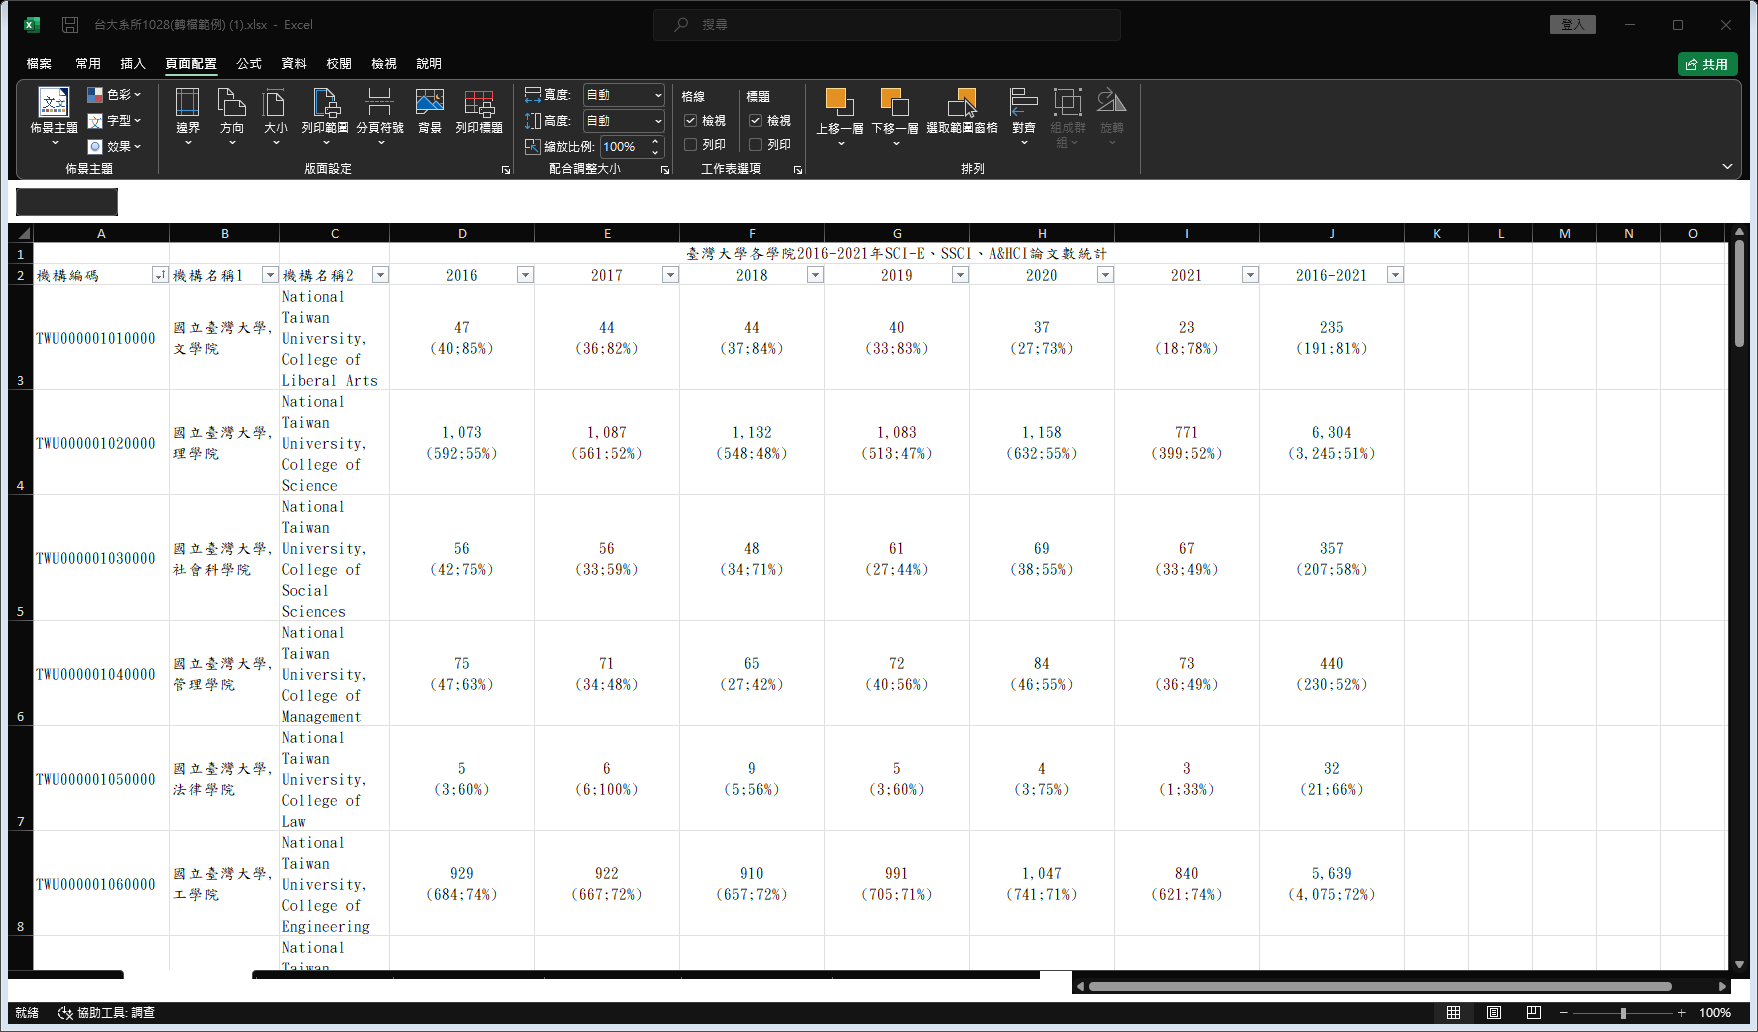 台大系所1028(轉檔範例) (1).xlsx - Excel
搜尋
登入
檔案 常用 插入 頁面配置 公式 資料 校閱 檢視 說明
共用
佈景主題
色彩
字型
效果
佈景主題
邊界 方向 大小 列印範圍 分頁符號 背景 列印標題
版面設定
寬度: 自動
高度: 自動
縮放比例: 100%
配合調整大小
格線 標題
檢視 檢視
列印 列印
工作表選項
上移一層 下移一層 選取範圍窗格 對齊 組成群組 旋轉
排列
A B C D E F G H I J K L M N O
1 臺灣大學各學院2016-2021年SCI-E、SSCI、A&HCI論文數統計
2 機構編碼 機構名稱1 機構名稱2 2016 2017 2018 2019 2020 2021 2016-2021
3
TWU000001010000
國立臺灣大學,
文學院
National
Taiwan
University,
College of
Liberal Arts
47 44 44 40 37 23 235
(40;85%) (36;82%) (37;84%) (33;83%) (27;73%) (18;78%) (191;81%)
4
TWU000001020000
國立臺灣大學,
理學院
National
Taiwan
University,
College of
Science
1,073 1,087 1,132 1,083 1,158 771 6,304
(592;55%) (561;52%) (548;48%) (513;47%) (632;55%) (399;52%) (3,245;51%)
5
TWU000001030000
國立臺灣大學,
社會科學院
National
Taiwan
University,
College of
Social
Sciences
56 56 48 61 69 67 357
(42;75%) (33;59%) (34;71%) (27;44%) (38;55%) (33;49%) (207;58%)
6
TWU000001040000
國立臺灣大學,
管理學院
National
Taiwan
University,
College of
Management
75 71 65 72 84 73 440
(47;63%) (34;48%) (27;42%) (40;56%) (46;55%) (36;49%) (230;52%)
7
TWU000001050000
國立臺灣大學,
法律學院
National
Taiwan
University,
College of
Law
5 6 9 5 4 3 32
(3;60%) (6;100%) (5;56%) (3;60%) (3;75%) (1;33%) (21;66%)
8
TWU000001060000
國立臺灣大學,
工學院
National
Taiwan
University,
College of
Engineering
929 922 910 991 1,047 840 5,639
(684;74%) (667;72%) (657;72%) (705;71%) (741;71%) (621;74%) (4,075;72%)
National
Taiwan
就緒 協助工具: 調查
100%